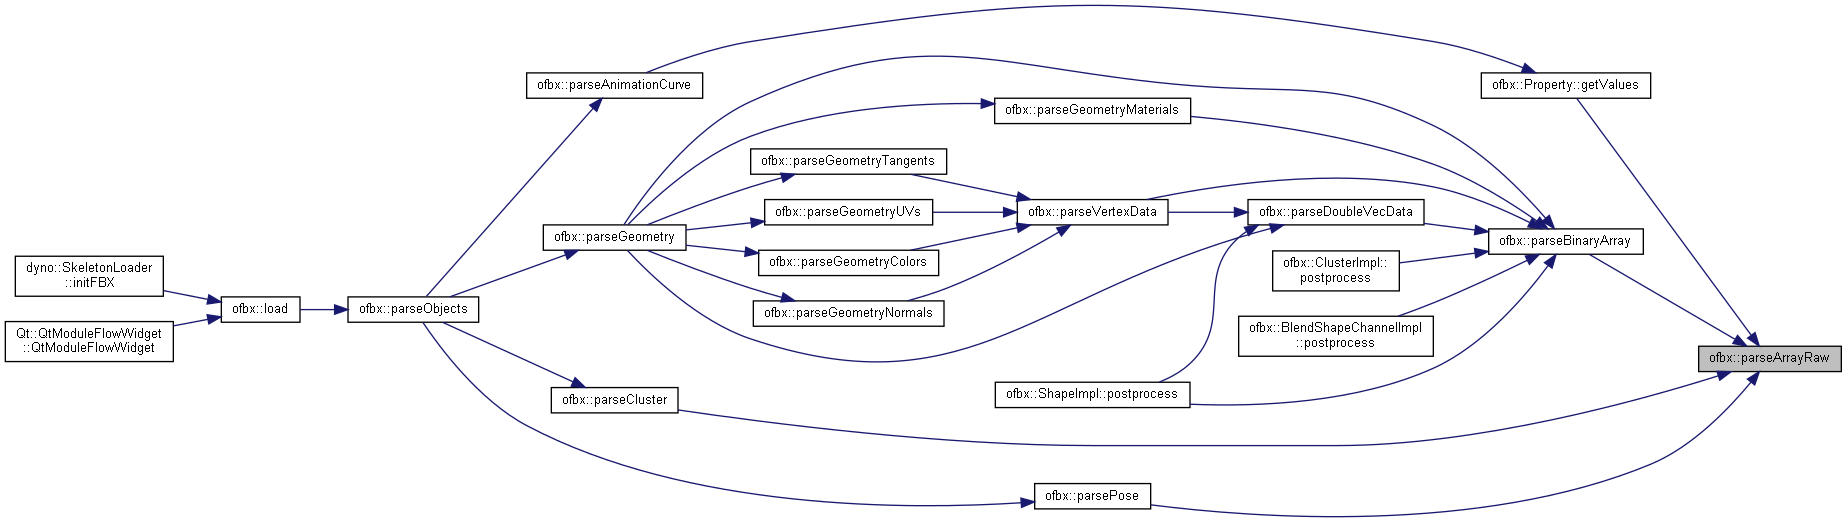 ofbx::parseAnimationCurve
ofbx::Property::getValues
ofbx::parseGeometryMaterials
ofbx::parseGeometryTangents
ofbx::parseGeometryUVs
ofbx::parseVertexData
ofbx::parseDoubleVecData
ofbx::parseGeometry
ofbx::parseBinaryArray
ofbx::parseGeometryColors
ofbx::ClusterImpl::
postprocess
dyno::SkeletonLoader
::initFBX
ofbx::load
ofbx::parseObjects
ofbx::parseGeometryNormals
ofbx::BlendShapeChannelImpl
::postprocess
Qt::QtModuleFlowWidget
::QtModuleFlowWidget
ofbx::parseArrayRaw
ofbx::ShapeImpl::postprocess
ofbx::parseCluster
ofbx::parsePose